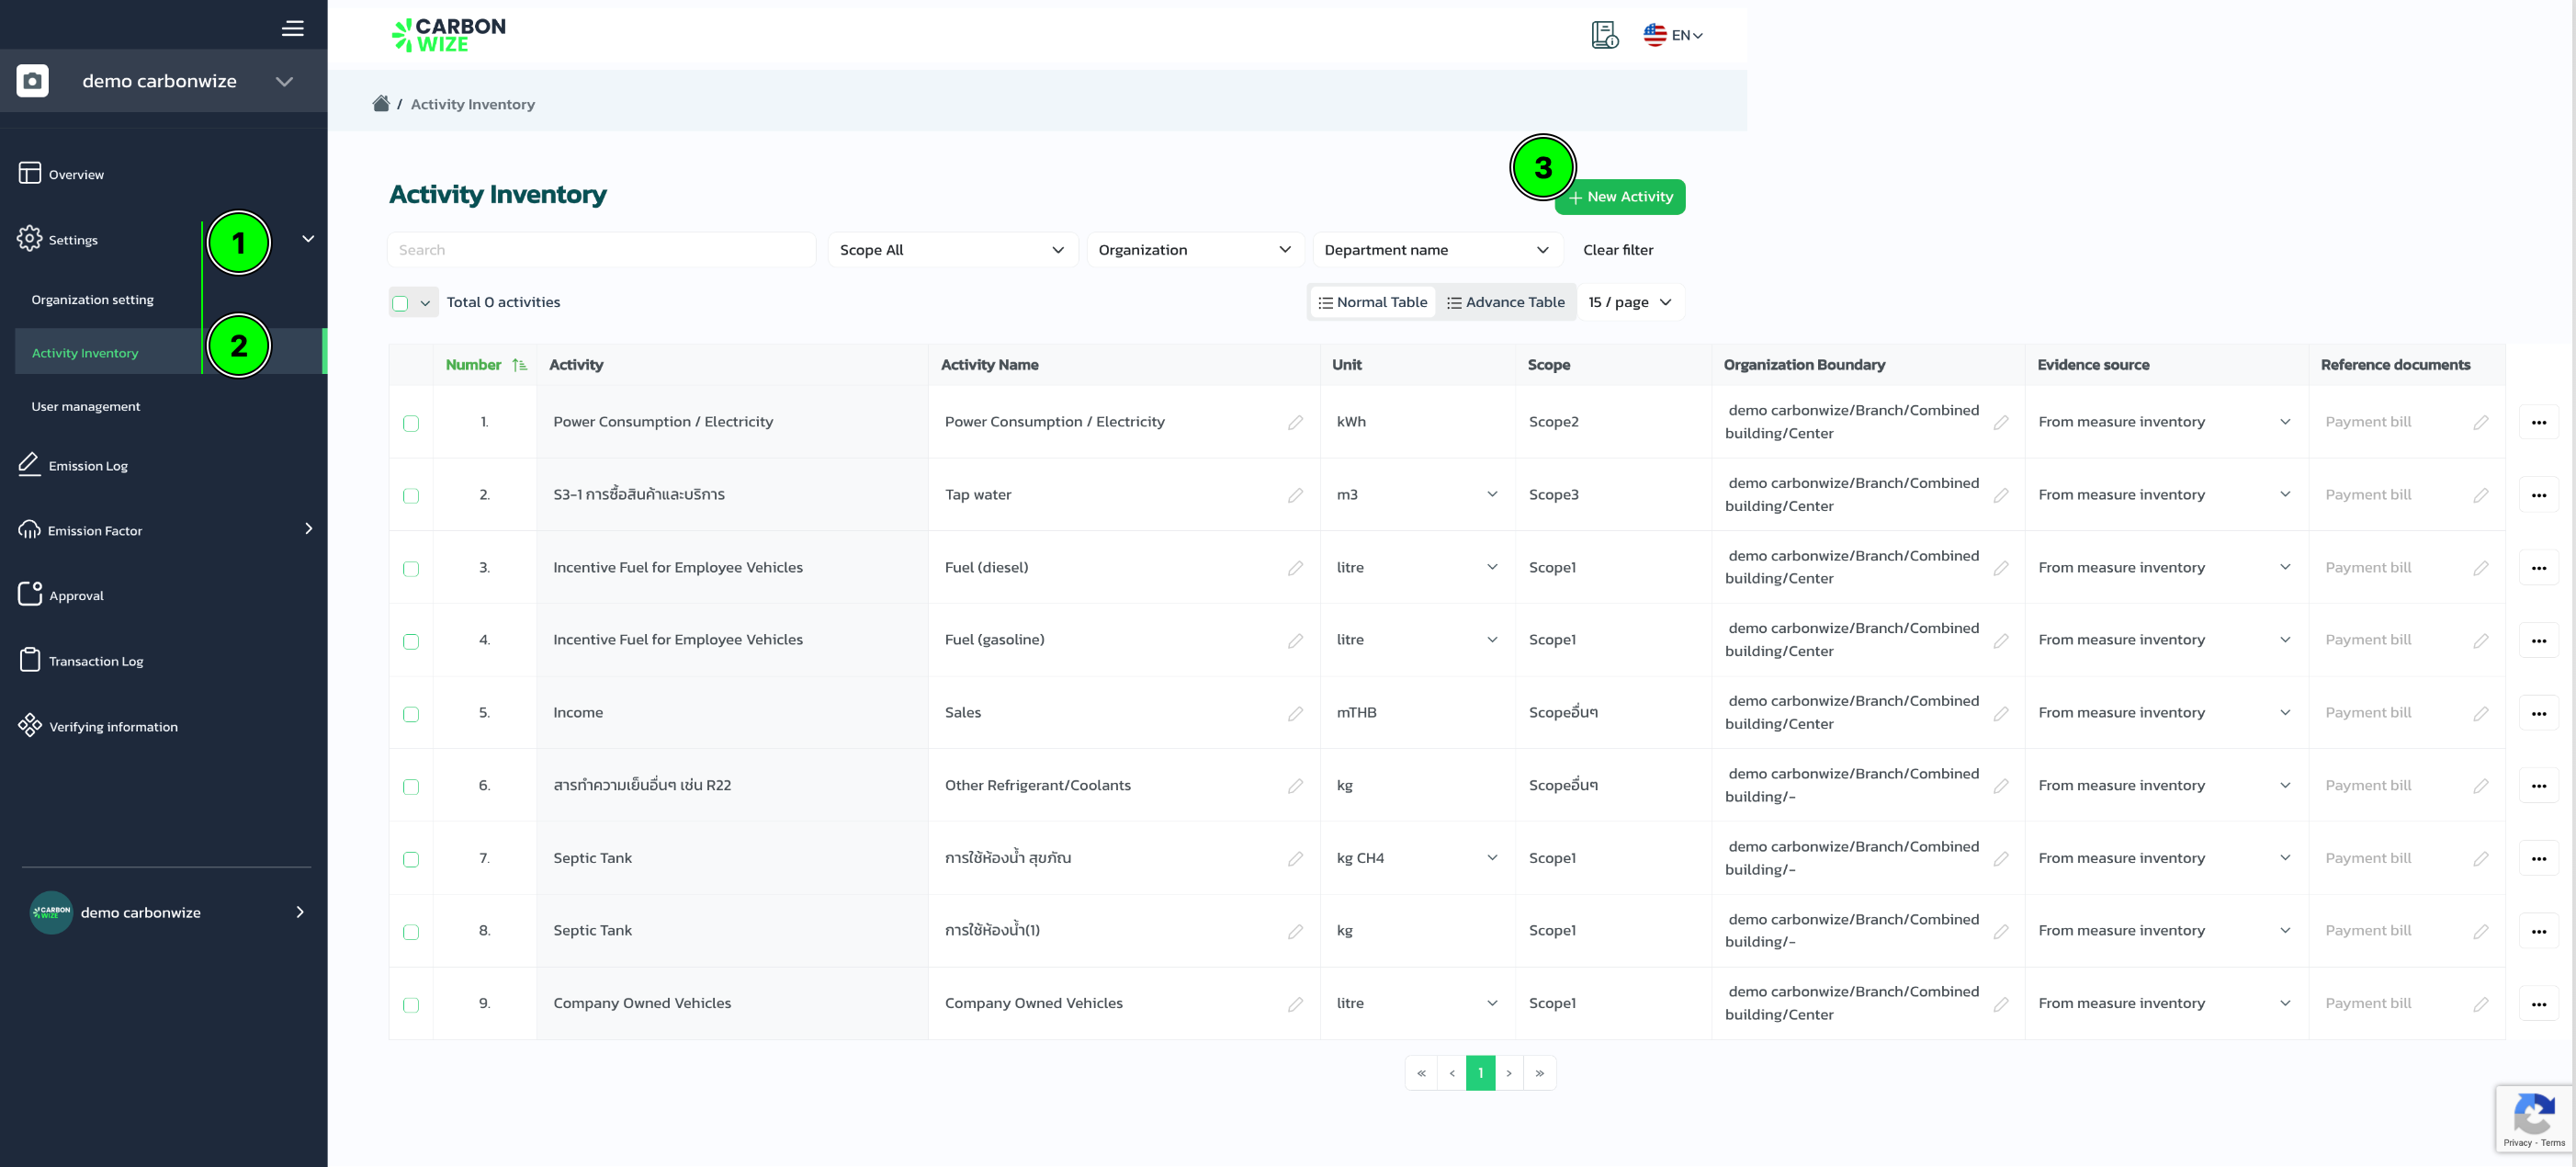 CARBON
WIZE
EN
demo carbonwize
/ Activity Inventory
Overview
Settings
1
Organization setting
Activity Inventory
2
User management
Emission Log
Emission Factor
Approval
Transaction Log
Verifying information
CARBON
WIZE
demo carbonwize
Activity Inventory
3
+ New Activity
Search
Scope All
Organization
Department name
Clear filter
Total 0 activities
Normal Table
Advance Table
15 / page
Number Activity Activity Name Unit Scope Organization Boundary Evidence source Reference documents
1. Power Consumption / Electricity Power Consumption / Electricity kWh Scope2 demo carbonwize/Branch/Combined building/Center From measure inventory Payment bill •••
2. S3-1 การซื้อสินค้าและบริการ Tap water m3 Scope3 demo carbonwize/Branch/Combined building/Center From measure inventory Payment bill •••
3. Incentive Fuel for Employee Vehicles Fuel (diesel) litre Scope1 demo carbonwize/Branch/Combined building/Center From measure inventory Payment bill •••
4. Incentive Fuel for Employee Vehicles Fuel (gasoline) litre Scope1 demo carbonwize/Branch/Combined building/Center From measure inventory Payment bill •••
5. Income Sales mTHB Scopeอื่นๆ demo carbonwize/Branch/Combined building/Center From measure inventory Payment bill •••
6. สารทำความเย็นอื่นๆ เช่น R22 Other Refrigerant/Coolants kg Scopeอื่นๆ demo carbonwize/Branch/Combined building/- From measure inventory Payment bill •••
7. Septic Tank การใช้ห้องน้ำ สุขภัณ kg CH4 Scope1 demo carbonwize/Branch/Combined building/- From measure inventory Payment bill •••
8. Septic Tank การใช้ห้องน้ำ(1) kg Scope1 demo carbonwize/Branch/Combined building/- From measure inventory Payment bill •••
9. Company Owned Vehicles Company Owned Vehicles litre Scope1 demo carbonwize/Branch/Combined building/Center From measure inventory Payment bill •••
« ‹ 1 › »
Privacy - Terms